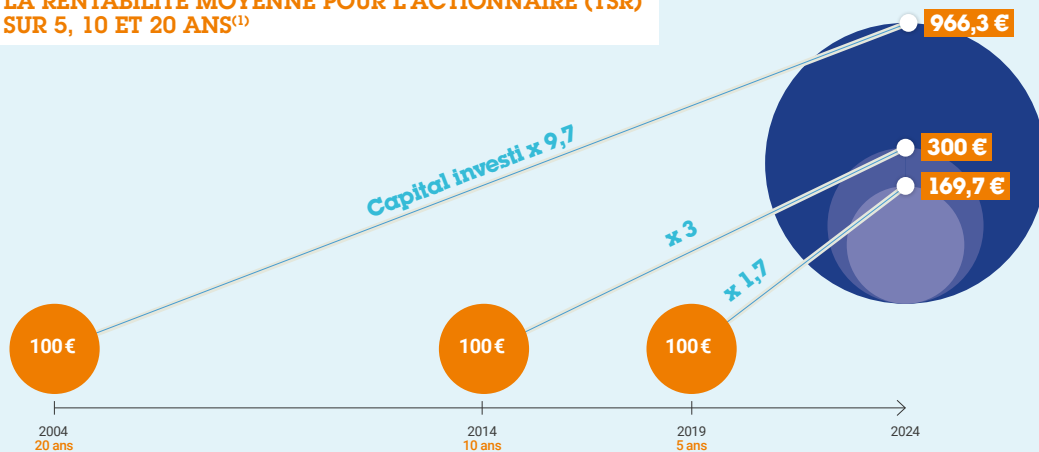 LA RENTABILITÉ MOYENNE POUR L'ACTIONNAIRE (TSR)
SUR 5, 10 ET 20 ANS(1)
966,3 €
300 €
169,7 €
Capital investi x 9,7
x 3
x 1,7
100 €
100 €
100 €
2004
20 ans
2014
10 ans
2019
5 ans
2024